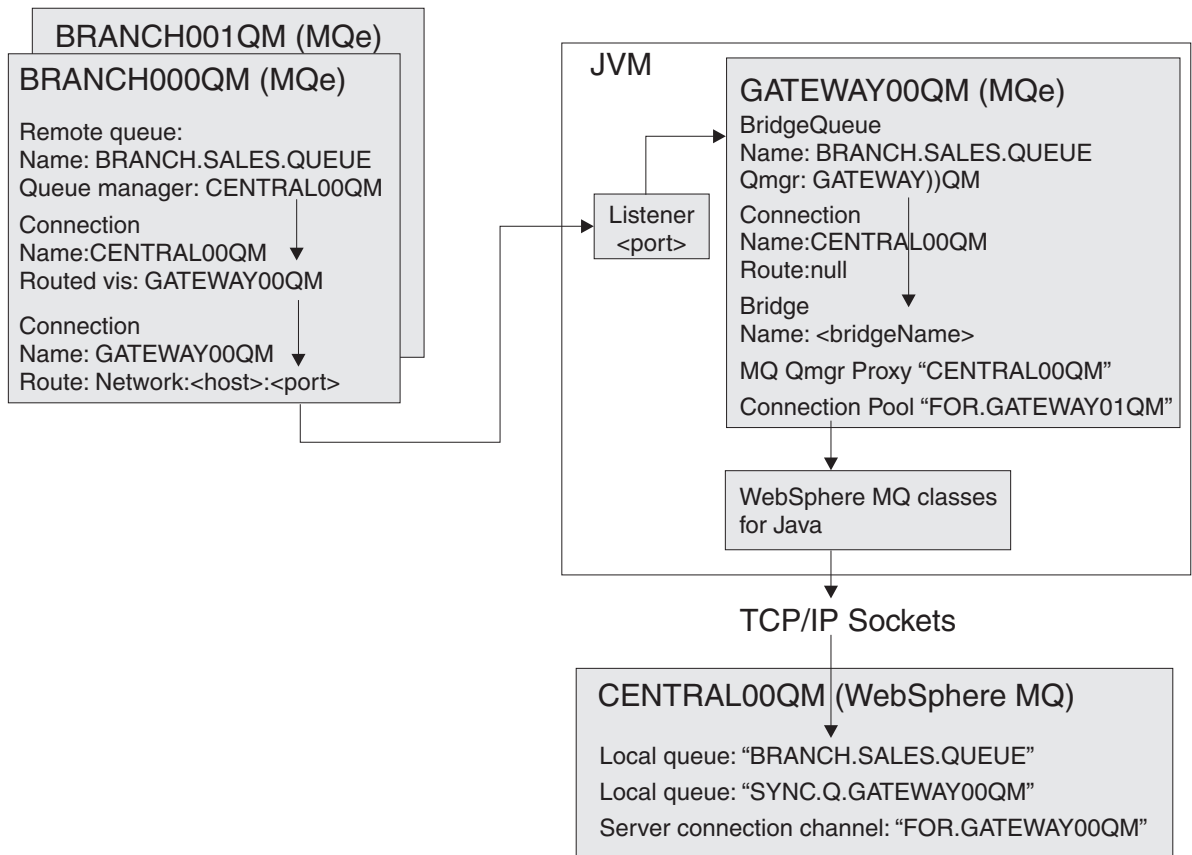 BRANCH001QM (MQe)
BRANCH000QM (MQe)
Remote queue:
Name: BRANCH.SALES.QUEUE
Queue manager: CENTRAL00QM
Connection
Name:CENTRAL00QM
Routed vis: GATEWAY00QM
Connection
Name: GATEWAY00QM
Route: Network:<host>:<port>
JVM
Listener
<port>
GATEWAY00QM (MQe)
BridgeQueue
Name: BRANCH.SALES.QUEUE
Qmgr: GATEWAY))QM
Connection
Name:CENTRAL00QM
Route:null
Bridge
Name: <bridgeName>
MQ Qmgr Proxy “CENTRAL00QM”
Connection Pool “FOR.GATEWAY01QM”
WebSphere MQ classes
for Java
TCP/IP Sockets
CENTRAL00QM (WebSphere MQ)
Local queue: “BRANCH.SALES.QUEUE”
Local queue: “SYNC.Q.GATEWAY00QM”
Server connection channel: “FOR.GATEWAY00QM”